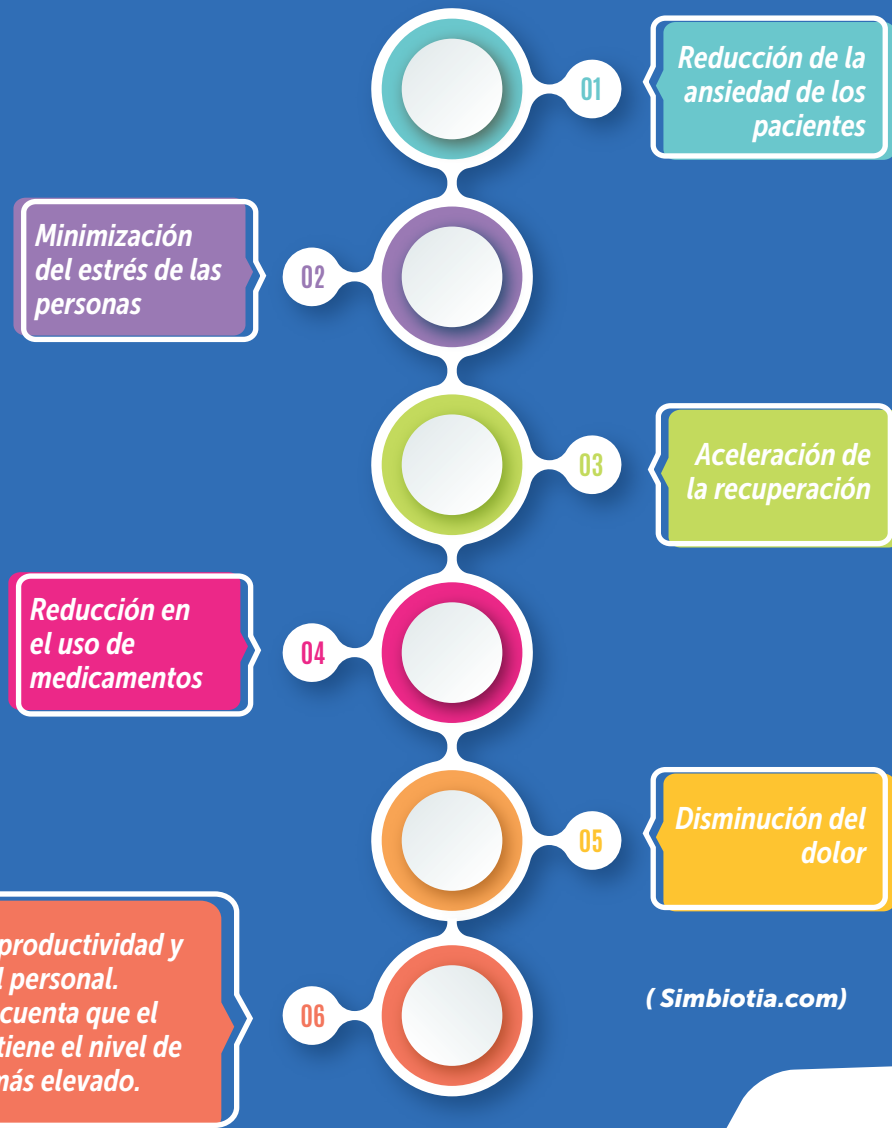 01
Reducción de la
ansiedad de los
pacientes
Minimización
del estrés de las
personas
02
03
Aceleración de
la recuperación
Reducción en
el uso de
medicamentos
04
05
Disminución del
dolor
productividad y
personal.
cuenta que el
tiene el nivel de
más elevado.
06
( Simbiotia.com)